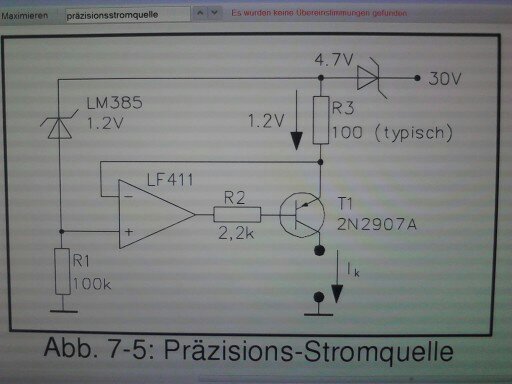 Maximieren
präzisionsstromquelle
Es wurden keine Übereinstimmungen gefunden
4.7V
30V
LM385
1.2V
1.2V
R3
100 (typisch)
LF411
−
+
R2
2,2k
T1
2N2907A
R1
100k
Ik
Abb. 7-5: Präzisions-Stromquelle